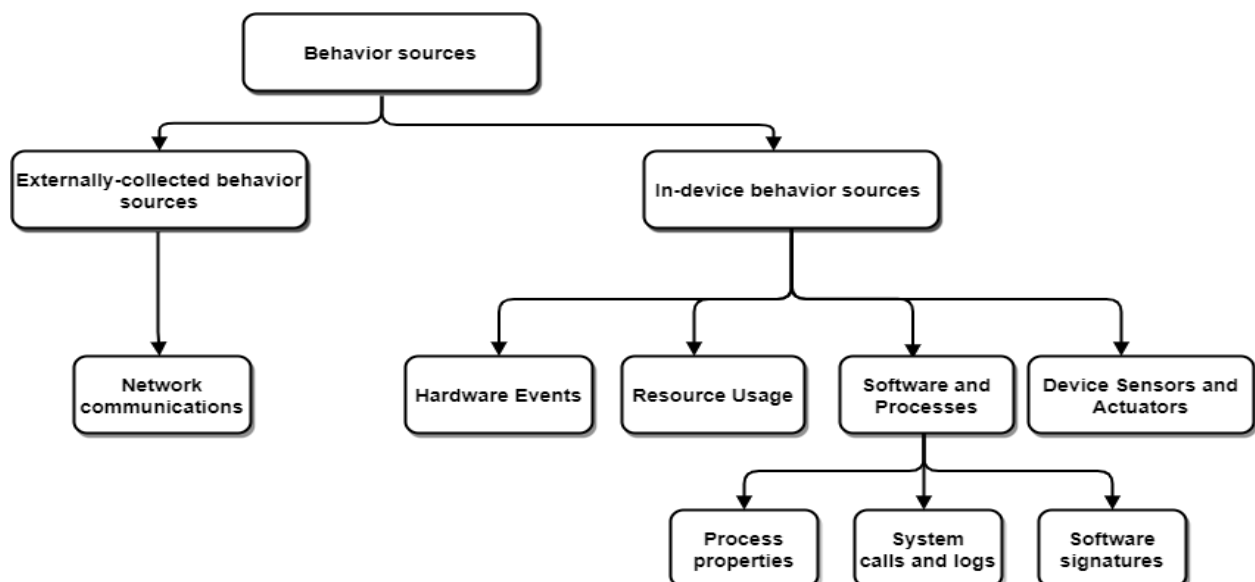 Behavior sources
Externally-collected behavior
sources
In-device behavior sources
Network
communications
Hardware Events
Resource Usage
Software and
Processes
Device Sensors and
Actuators
Process
properties
System
calls and logs
Software
signatures